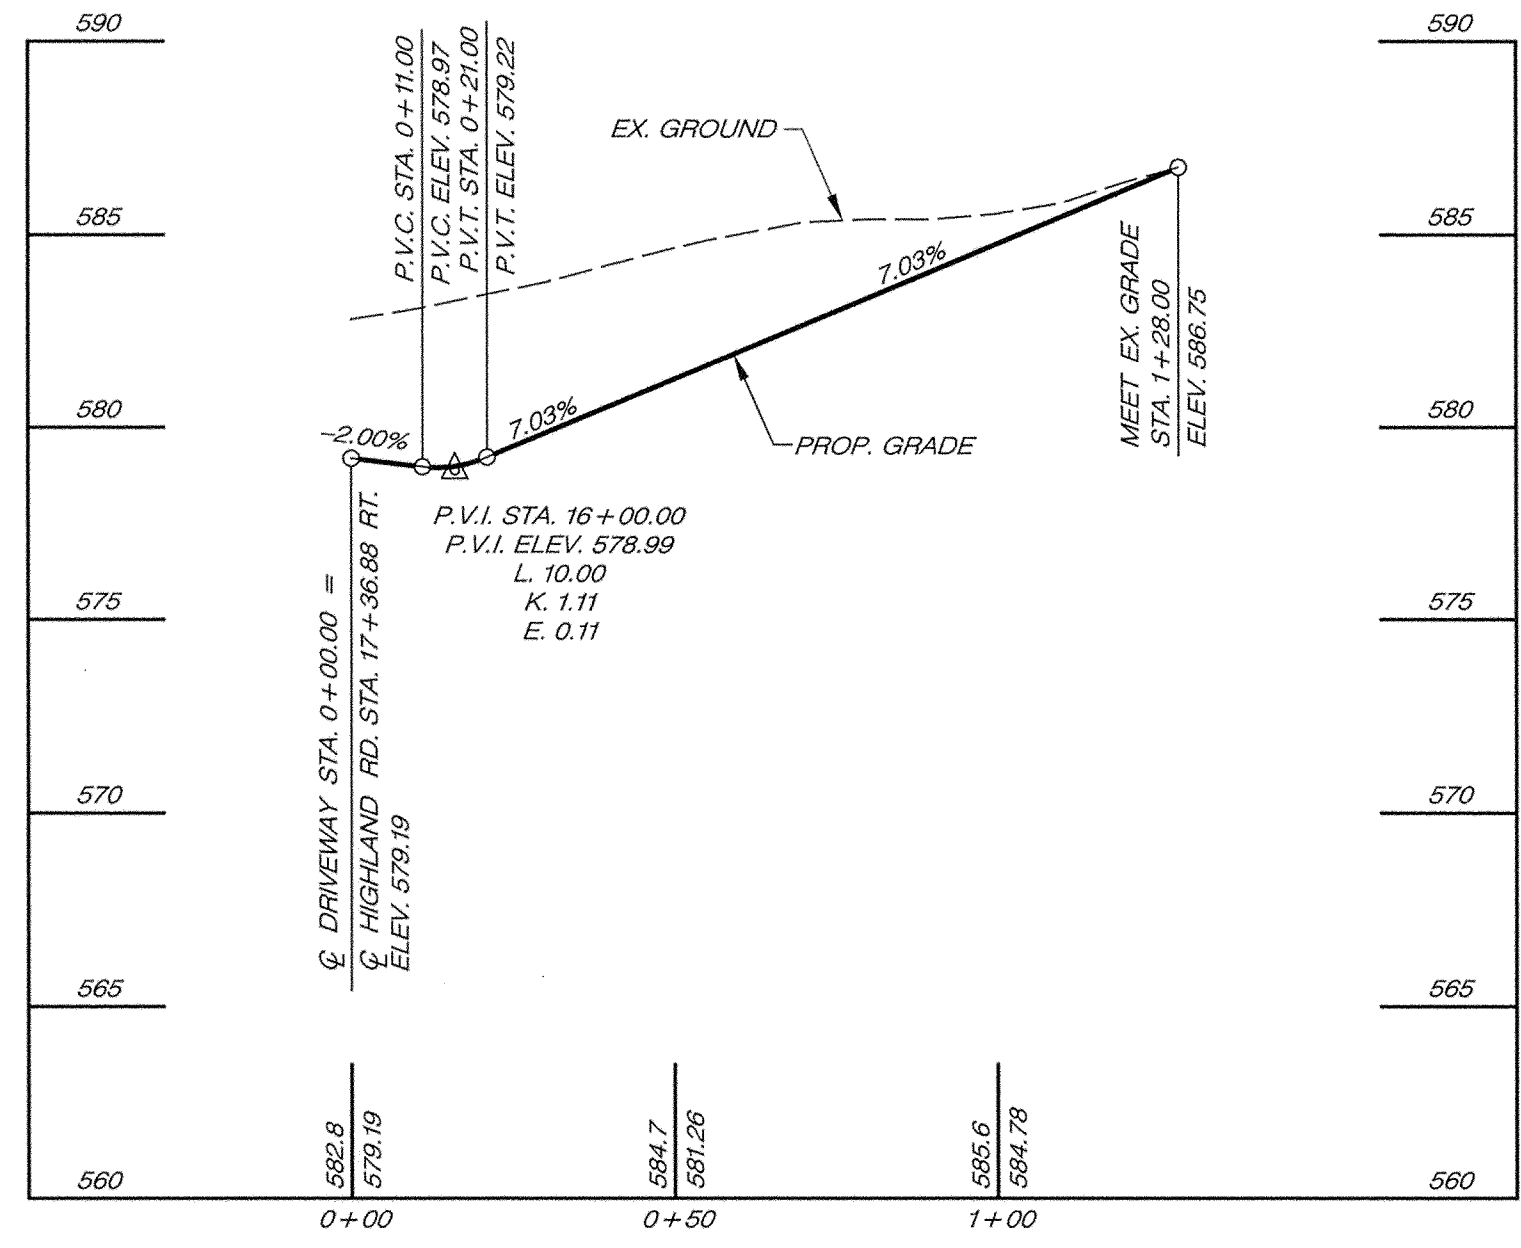 590
590
P.V.C. STA. 0+11.00
P.V.C. ELEV. 578.97
P.V.T. STA. 0+21.00
P.V.T. ELEV. 579.22
EX. GROUND
585
585
7.03%
MEET EX. GRADE
STA. 1+28.00
ELEV. 586.75
580
580
-2.00%
7.03%
PROP. GRADE
P.V.I. STA. 16+00.00
P.V.I. ELEV. 578.99
L. 10.00
K. 1.11
E. 0.11
575
575
℄ DRIVEWAY STA. 0+00.00 =
℄ HIGHLAND RD. STA. 17+36.88 RT.
ELEV. 579.19
570
570
565
565
582.8
579.19
584.7
581.26
585.6
584.78
560
560
0+00
0+50
1+00